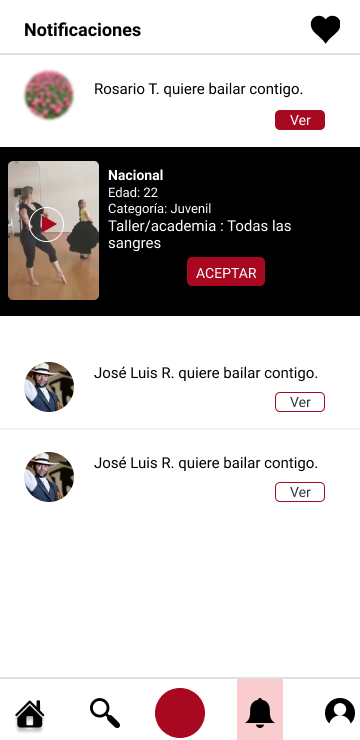 Notificaciones
Rosario T. quiere bailar contigo.
Ver
Nacional
Edad: 22
Categoría: Juvenil
Taller/academia : Todas las
sangres
ACEPTAR
José Luis R. quiere bailar contigo.
Ver
José Luis R. quiere bailar contigo.
Ver